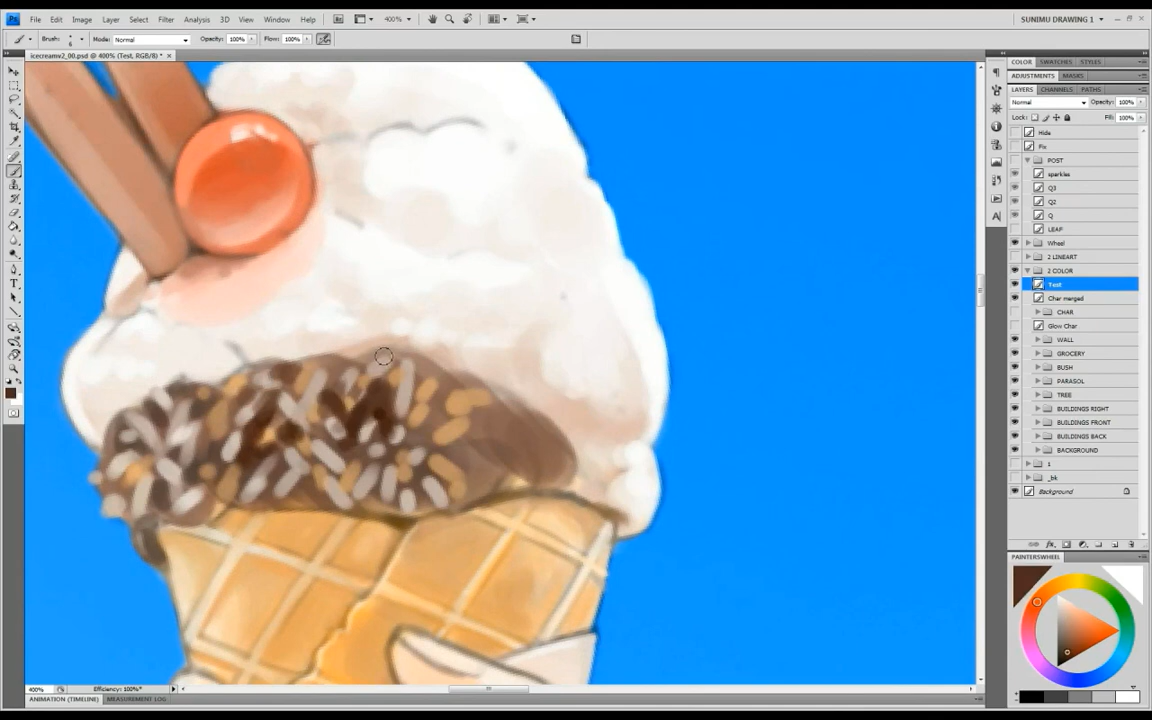 Ps File Edit Image Layer Select Filter Analysis 3D View Window Help Br 400% SUNIMU DRAWING 1
Brush: Mode: Normal Opacity: 100% Flow: 100%
icecreamv2_00.psd @ 400% (Test, RGB/8) * ×
COLOR SWATCHES STYLES
ADJUSTMENTS MASKS
LAYERS CHANNELS PATHS
Normal Opacity: 100%
Lock: Fill: 100%
Hide
Fix
POST
sparkles
Q3
Q2
Q
LEAF
Wheel
2 LINEART
2 COLOR
Test
Char merged
CHAR
Glow Char
WALL
GROCERY
BUSH
PARASOL
TREE
BUILDINGS RIGHT
BUILDINGS FRONT
BUILDINGS BACK
BACKGROUND
1
_bk
Background
PAINTERSWHEEL
400% Efficiency: 100%*
ANIMATION (TIMELINE) MEASUREMENT LOG